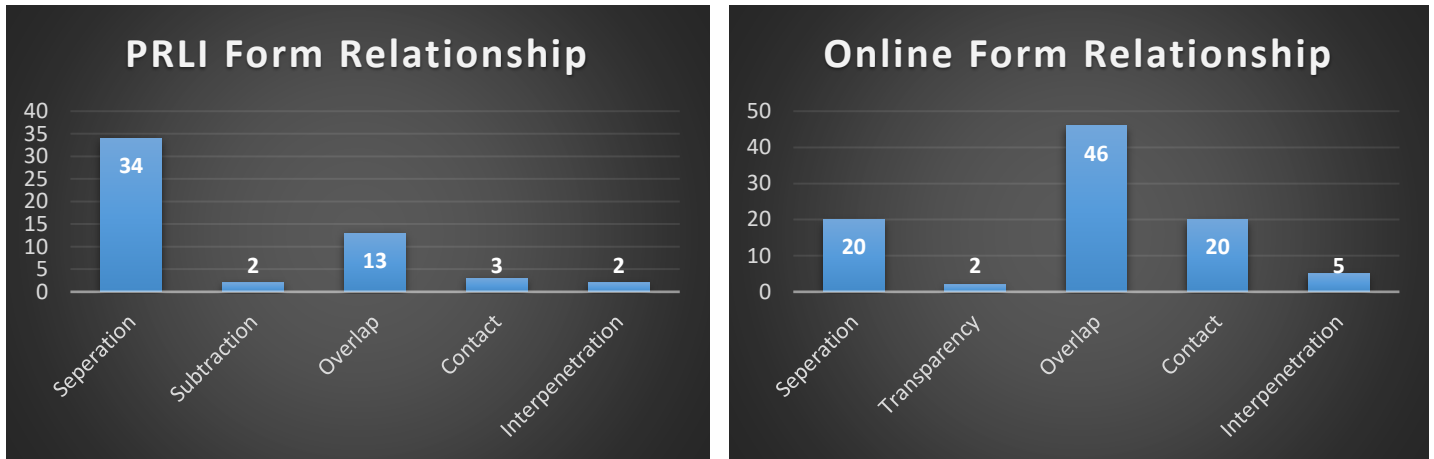 PRLI Form Relationship
40
35
30
25
20
15
10
5
0
34
2
13
3
2
Seperation
Subtraction
Overlap
Contact
Interpenetration
Online Form Relationship
50
40
30
20
10
0
20
2
46
20
5
Seperation
Transparency
Overlap
Contact
Interpenetration